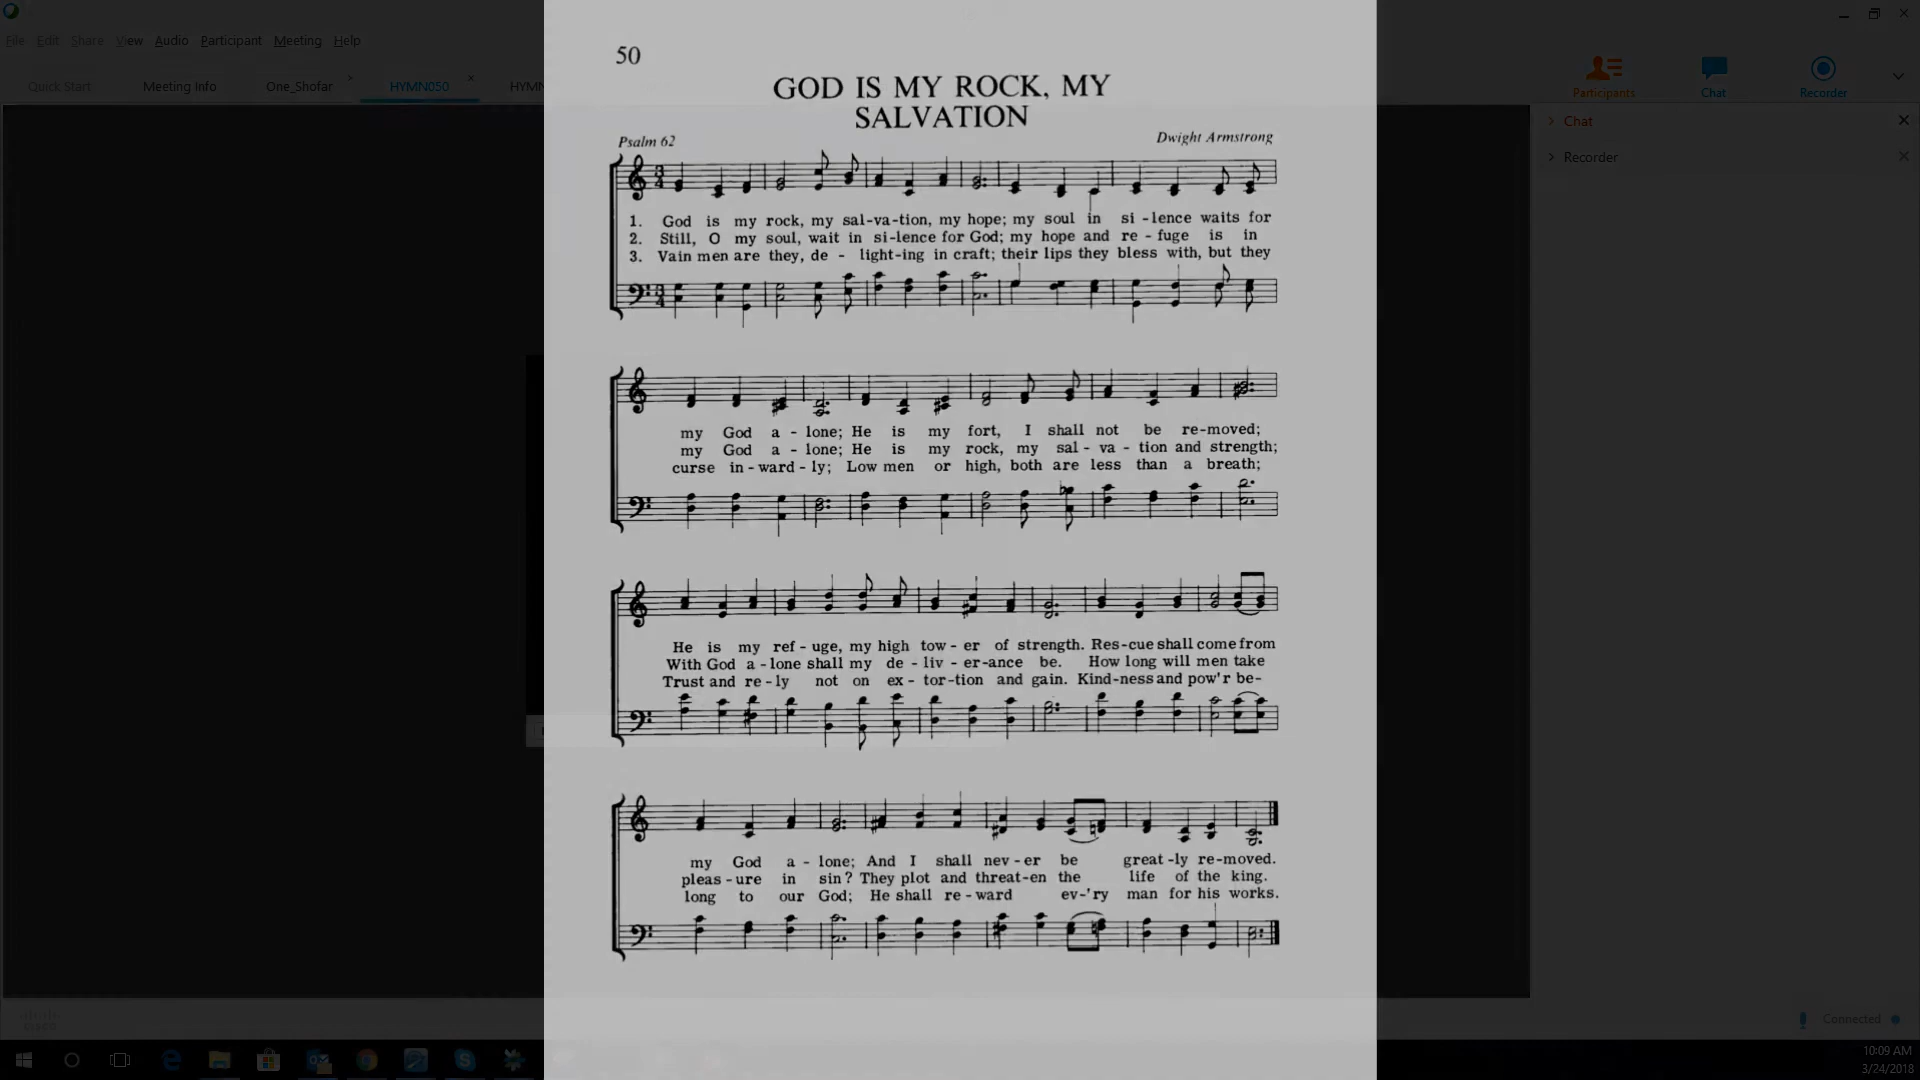 File Edit Share View Audio Participant Meeting Help
Quick Start Meeting Info One_Shofar HYMN050 HYMN
Participants Chat Recorder
Chat
Recorder
50
GOD IS MY ROCK, MY
SALVATION
Psalm 62 Dwight Armstrong
1. God is my rock, my sal-va-tion, my hope; my soul in si-lence waits for
2. Still, O my soul, wait in si-lence for God; my hope and re-fuge is in
3. Vain men are they, de-light-ing in craft; their lips they bless with, but they
my God a-lone; He is my fort, I shall not be re-moved;
my God a-lone; He is my rock, my sal-va-tion and strength;
curse in-ward-ly; Low men or high, both are less than a breath;
He is my ref-uge, my high tow-er of strength. Res-cue shall come from
With God a-lone shall my de-liv-er-ance be. How long will men take
Trust and re-ly not on ex-tor-tion and gain. Kind-ness and pow'r be-
my God a-lone; And I shall nev-er be great-ly re-moved.
pleas-ure in sin? They plot and threat-en the life of the king.
long to our God; He shall re-ward ev-'ry man for his works.
Connected
10:09 AM
3/24/2018